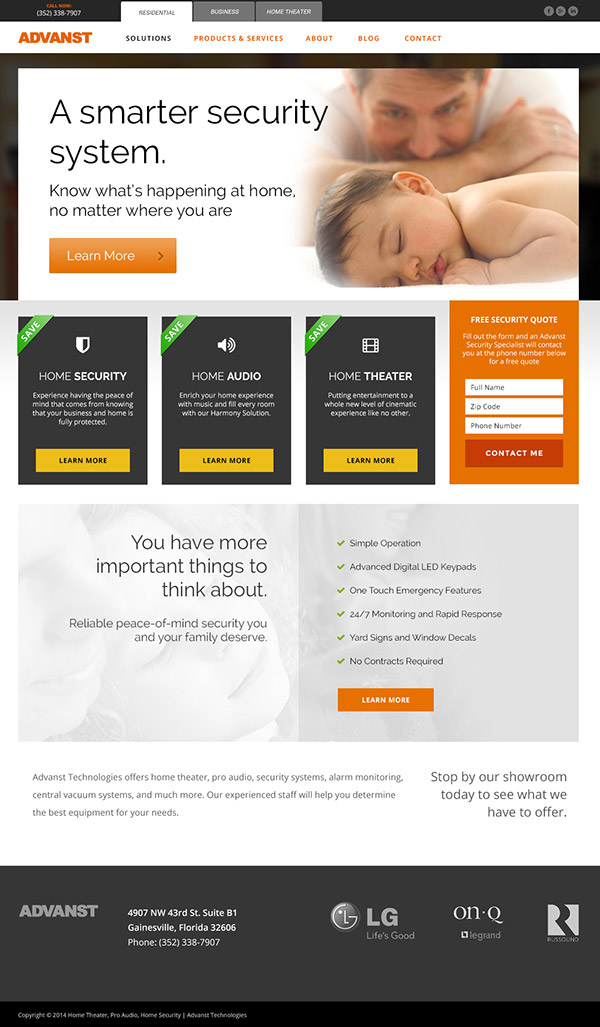 CALL NOW!
(352) 338-7907
RESIDENTIAL
BUSINESS
HOME THEATER
ADVANST
SOLUTIONS
PRODUCTS & SERVICES
ABOUT
BLOG
CONTACT
A smarter security
system.
Know what's happening at home,
no matter where you are
Learn More
SAVE
HOME SECURITY
Experience having the peace of
mind that comes from knowing
that your business and home is
fully protected.
LEARN MORE
SAVE
HOME AUDIO
Enrich your home experience
with music and fill every room
with our Harmony Solution.
LEARN MORE
SAVE
HOME THEATER
Putting entertainment to a
whole new level of cinematic
experience like no other.
LEARN MORE
FREE SECURITY QUOTE
Fill out the form and an Advanst
Security Specialist will contact
you at the phone number below
for a free quote
Full Name
Zip Code
Phone Number
CONTACT ME
You have more
important things to
think about.
Reliable peace-of-mind security you
and your family deserve.
Simple Operation
Advanced Digital LED Keypads
One Touch Emergency Features
24/7 Monitoring and Rapid Response
Yard Signs and Window Decals
No Contracts Required
LEARN MORE
Advanst Technologies offers home theater, pro audio, security systems, alarm monitoring,
central vacuum systems, and much more. Our experienced staff will help you determine
the best equipment for your needs.
Stop by our showroom
today to see what we
have to offer.
ADVANST
4907 NW 43rd St. Suite B1
Gainesville, Florida 32606
Phone: (352) 338-7907
LG
Life's Good
on-Q
legrand
R
RUSSOUND
Copyright © 2014 Home Theater, Pro Audio, Home Security | Advanst Technologies